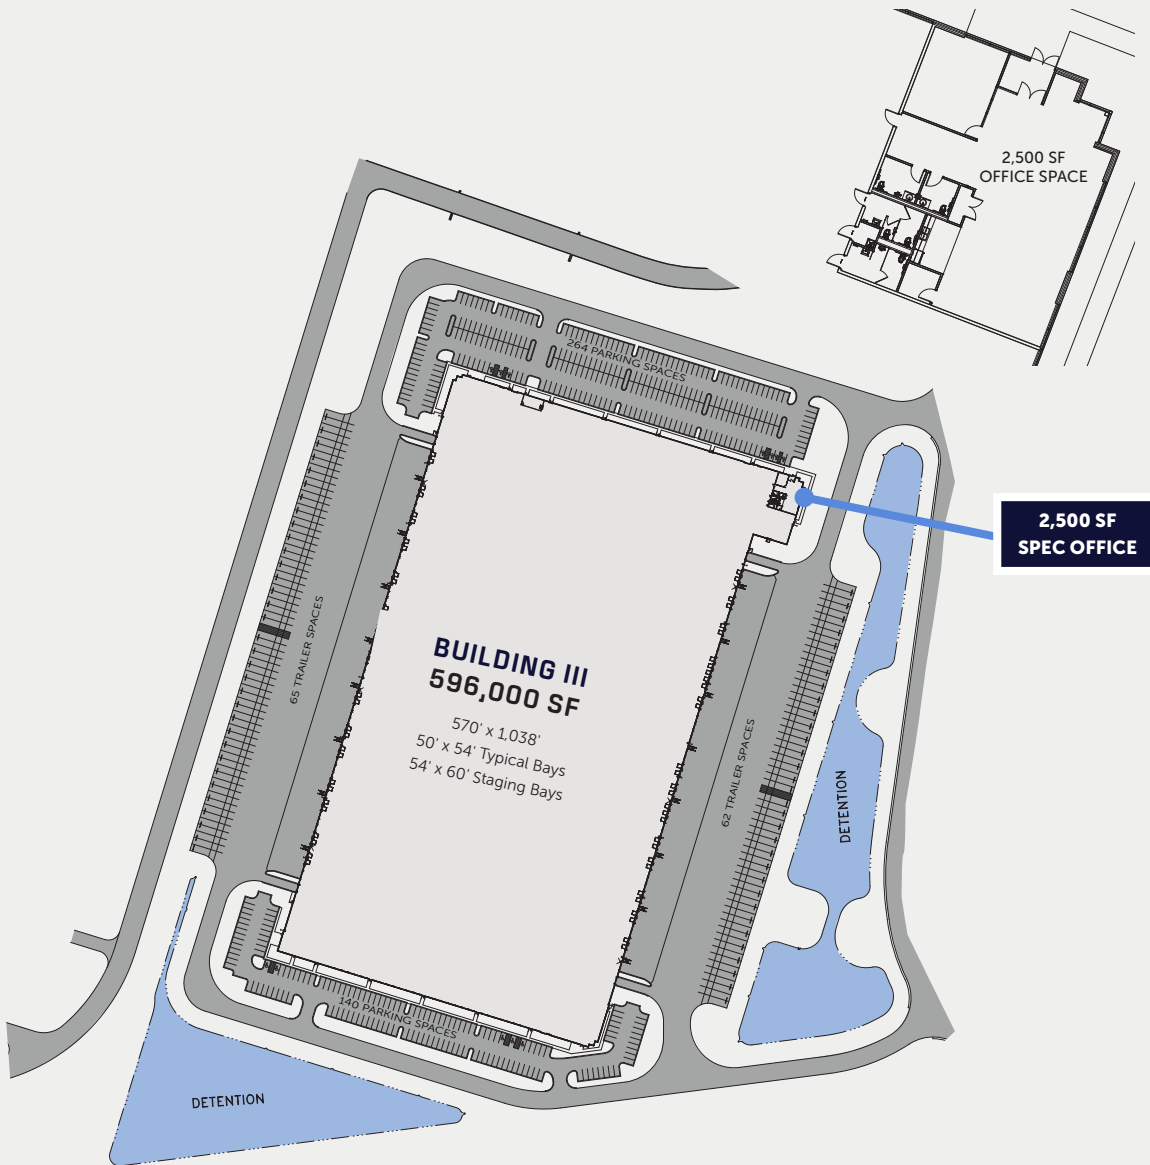 2,500 SF
OFFICE SPACE
264 PARKING SPACES
2,500 SF
SPEC OFFICE
65 TRAILER SPACES
BUILDING III
596,000 SF
570' x 1,038'
50' x 54' Typical Bays
54' x 60' Staging Bays
62 TRAILER SPACES
DETENTION
140 PARKING SPACES
DETENTION